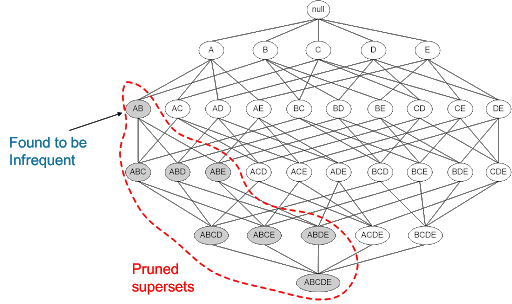 null
A B C D E
AB AC AD AE BC BD BE CD CE DE
Found to be
Infrequent
ABC ABD ABE ACD ACE ADE BCD BCE BDE CDE
ABCD ABCE ABDE ACDE BCDE
Pruned
supersets
ABCDE